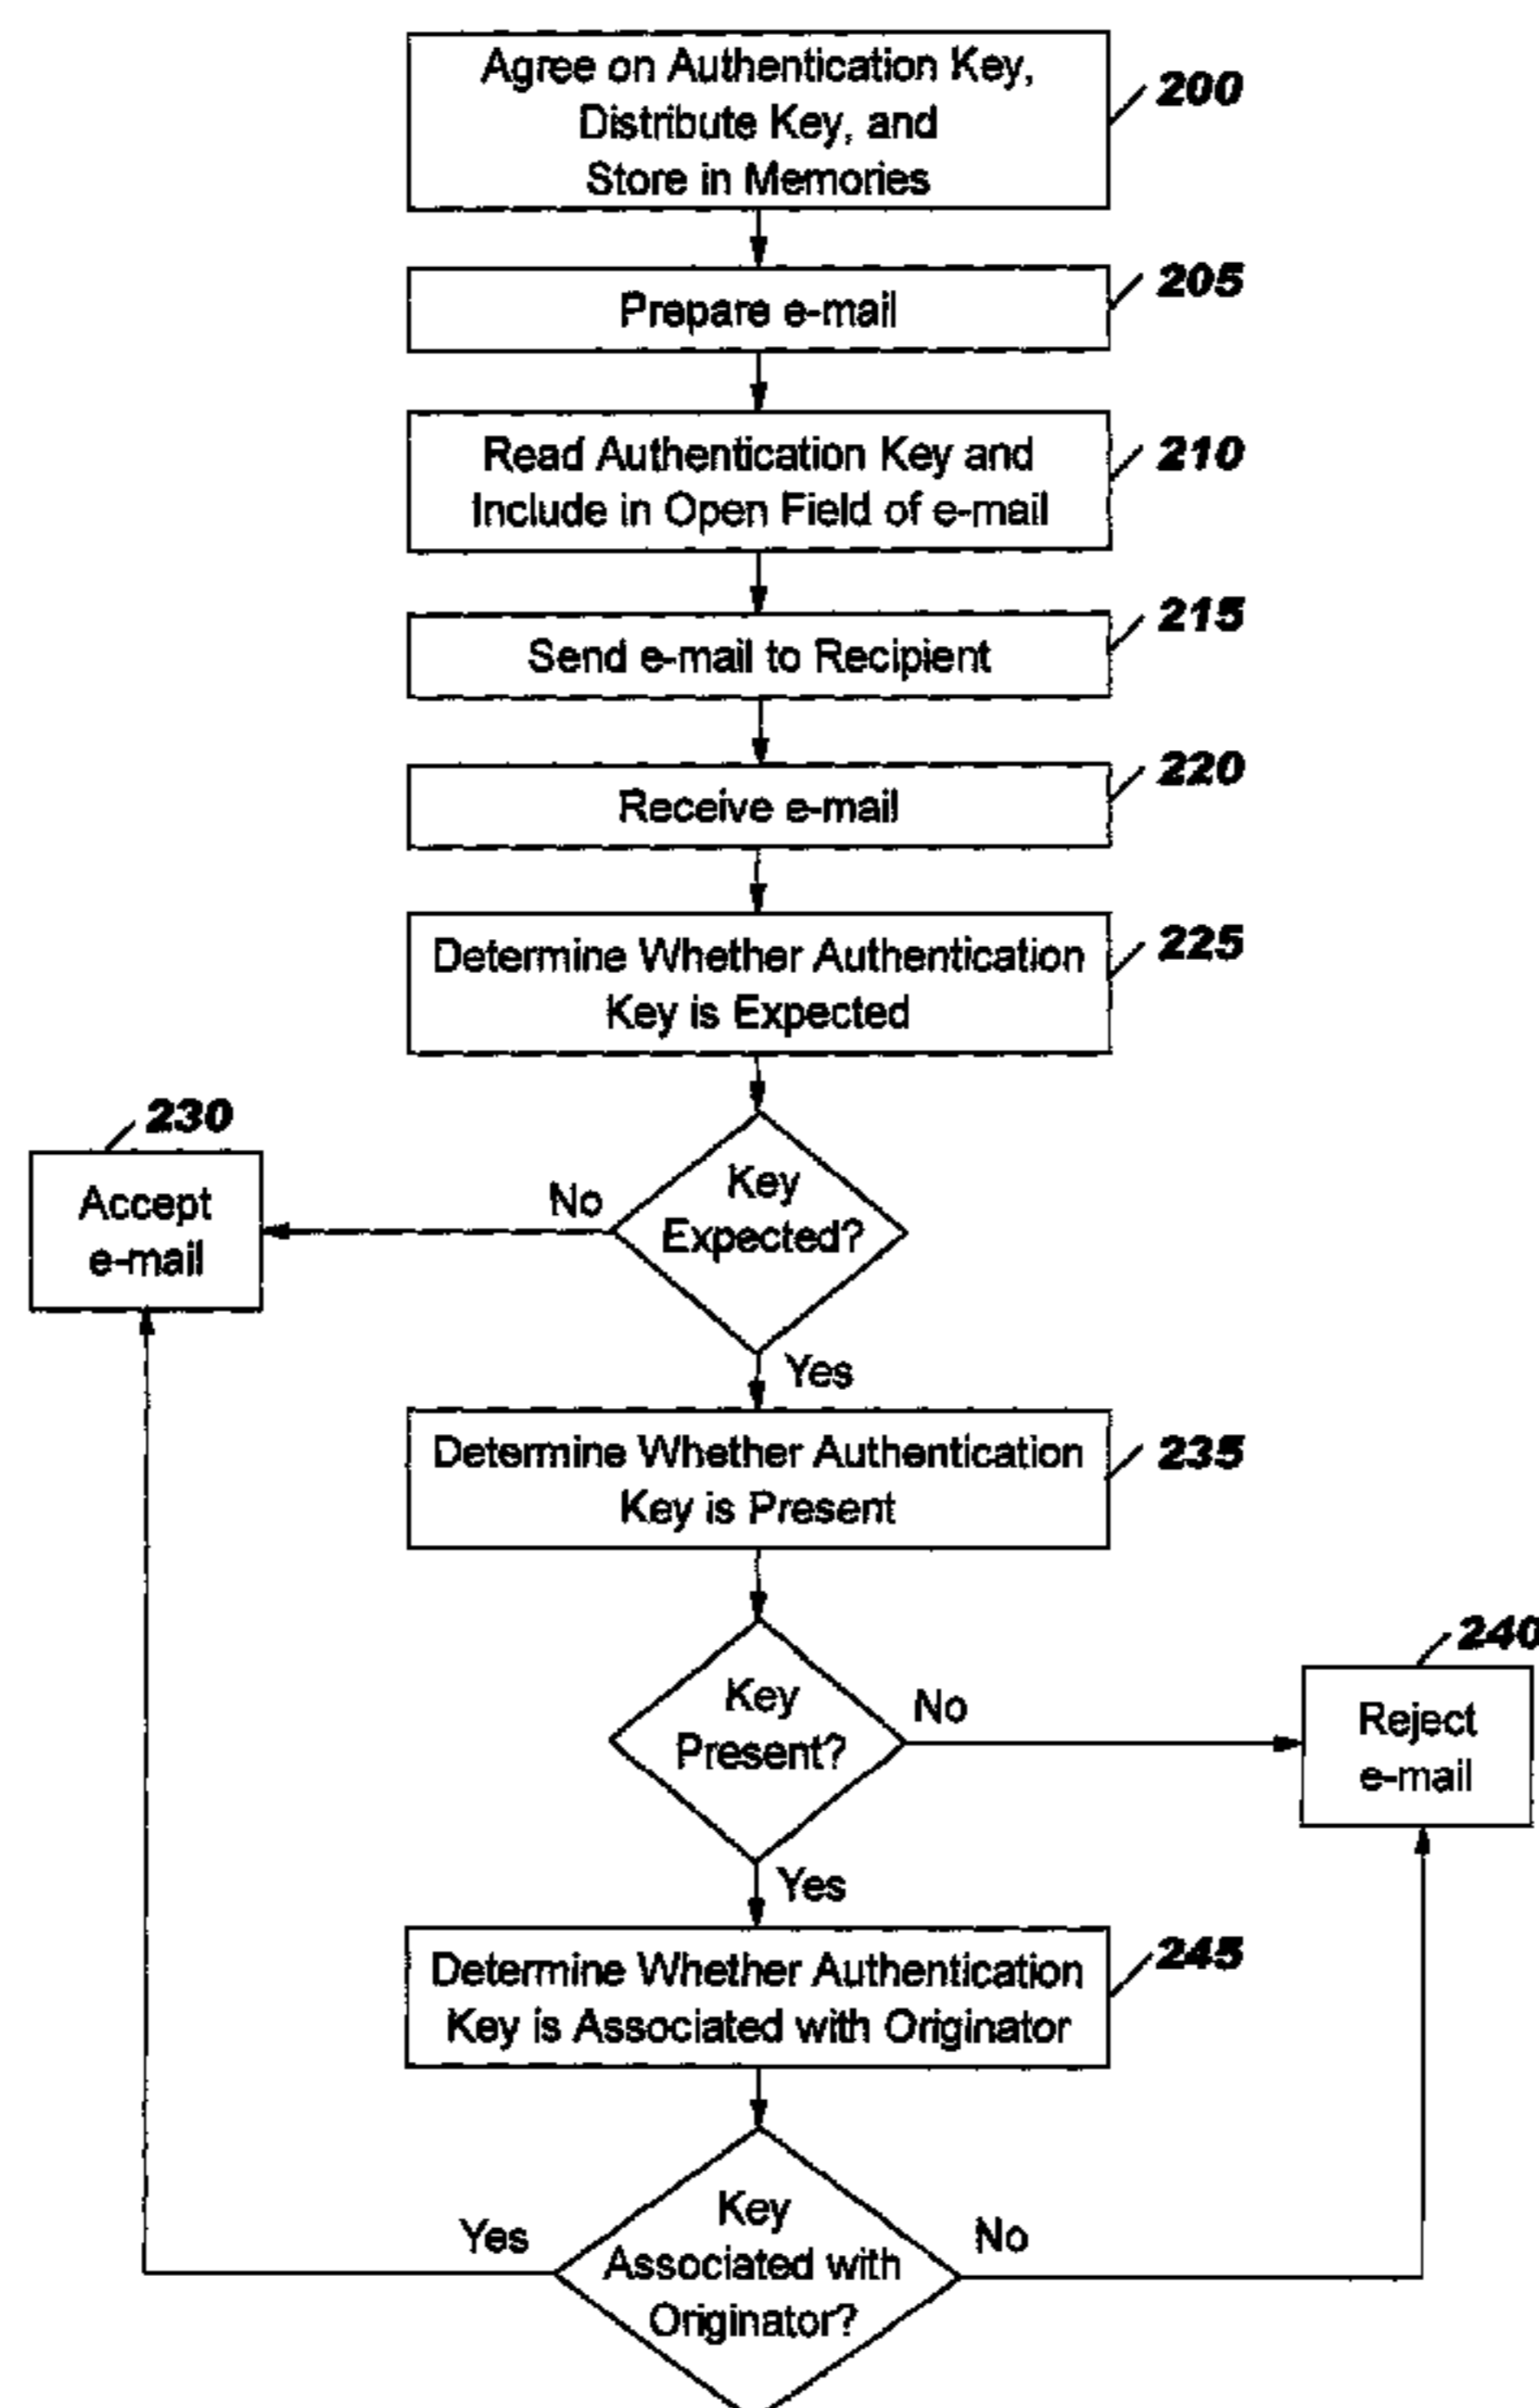 Agree on Authentication Key,
Distribute Key, and
Store in Memories
200
Prepare e-mail
205
Read Authentication Key and
Include in Open Field of e-mail
210
Send e-mail to Recipient
215
Receive e-mail
220
Determine Whether Authentication
Key is Expected
225
Key
Expected?
No
230
Accept
e-mail
Yes
Determine Whether Authentication
Key is Present
235
Key
Present?
No
240
Reject
e-mail
Yes
Determine Whether Authentication
Key is Associated with Originator
245
Key
Associated with
Originator?
Yes
No